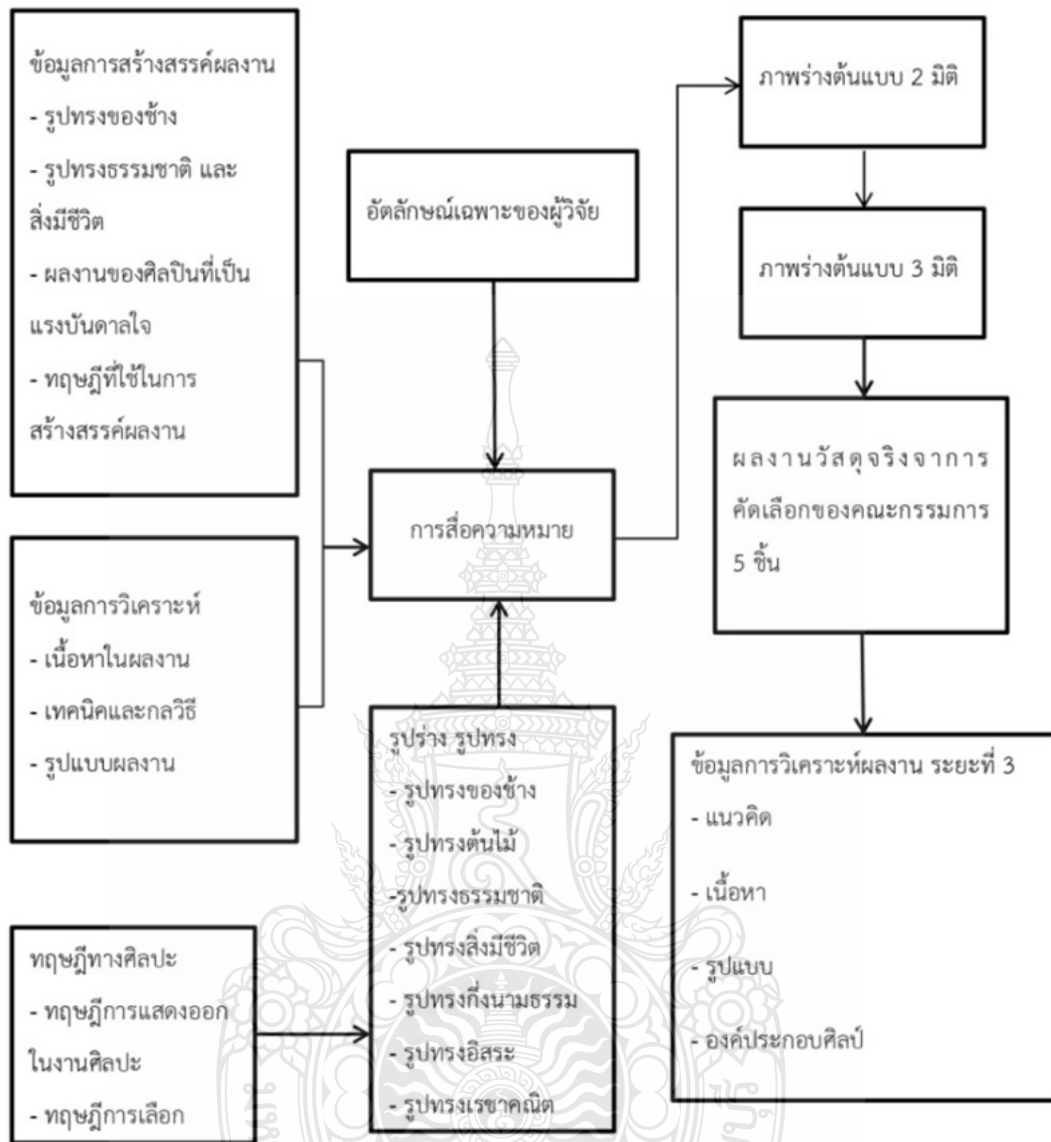 ข้อมูลการสร้างสรรค์ผลงาน
- รูปทรงของช้าง
- รูปทรงธรรมชาติ และ
สิ่งมีชีวิต
- ผลงานของศิลปินที่เป็น
แรงบันดาลใจ
- ทฤษฎีที่ใช้ในการ
สร้างสรรค์ผลงาน
ข้อมูลการวิเคราะห์
- เนื้อหาในผลงาน
- เทคนิคและกลวิธี
- รูปแบบผลงาน
ทฤษฎีทางศิลปะ
- ทฤษฎีการแสดงออก
ในงานศิลปะ
- ทฤษฎีการเลือก
อัตลักษณ์เฉพาะของผู้วิจัย
การสื่อความหมาย
รูปร่าง รูปทรง
- รูปทรงของช้าง
- รูปทรงต้นไม้
-รูปทรงธรรมชาติ
- รูปทรงสิ่งมีชีวิต
- รูปทรงกึ่งนามธรรม
- รูปทรงอิสระ
- รูปทรงเรขาคณิต
ภาพร่างต้นแบบ 2 มิติ
ภาพร่างต้นแบบ 3 มิติ
ผลงานวัสดุจริงจาการ
คัดเลือกของคณะกรรมการ
5 ชิ้น
ข้อมูลการวิเคราะห์ผลงาน ระยะที่ 3
- แนวคิด
- เนื้อหา
- รูปแบบ
- องค์ประกอบศิลป์